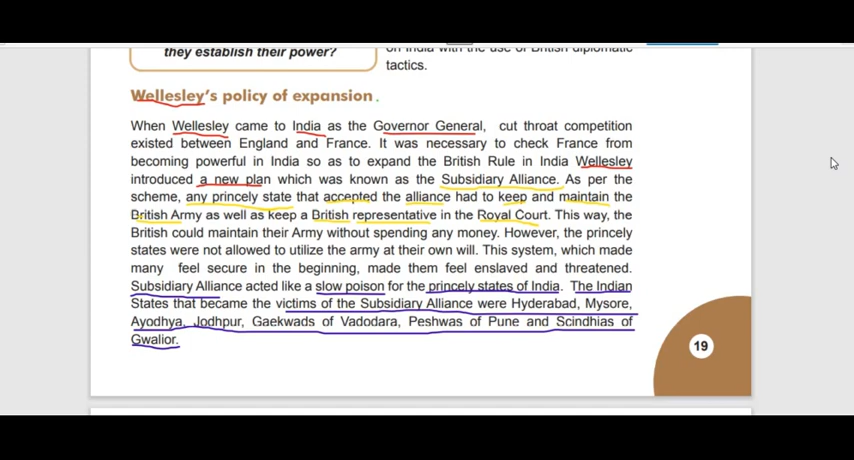 they establish their power?
on India with the use of British diplomatic
tactics.
Wellesley's policy of expansion.
When Wellesley came to India as the Governor General, cut throat competition
existed between England and France. It was necessary to check France from
becoming powerful in India so as to expand the British Rule in India Wellesley
introduced a new plan which was known as the Subsidiary Alliance. As per the
scheme, any princely state that accepted the alliance had to keep and maintain the
British Army as well as keep a British representative in the Royal Court. This way, the
British could maintain their Army without spending any money. However, the princely
states were not allowed to utilize the army at their own will. This system, which made
many feel secure in the beginning, made them feel enslaved and threatened.
Subsidiary Alliance acted like a slow poison for the princely states of India. The Indian
States that became the victims of the Subsidiary Alliance were Hyderabad, Mysore,
Ayodhya, Jodhpur, Gaekwads of Vadodara, Peshwas of Pune and Scindhias of
Gwalior.
19